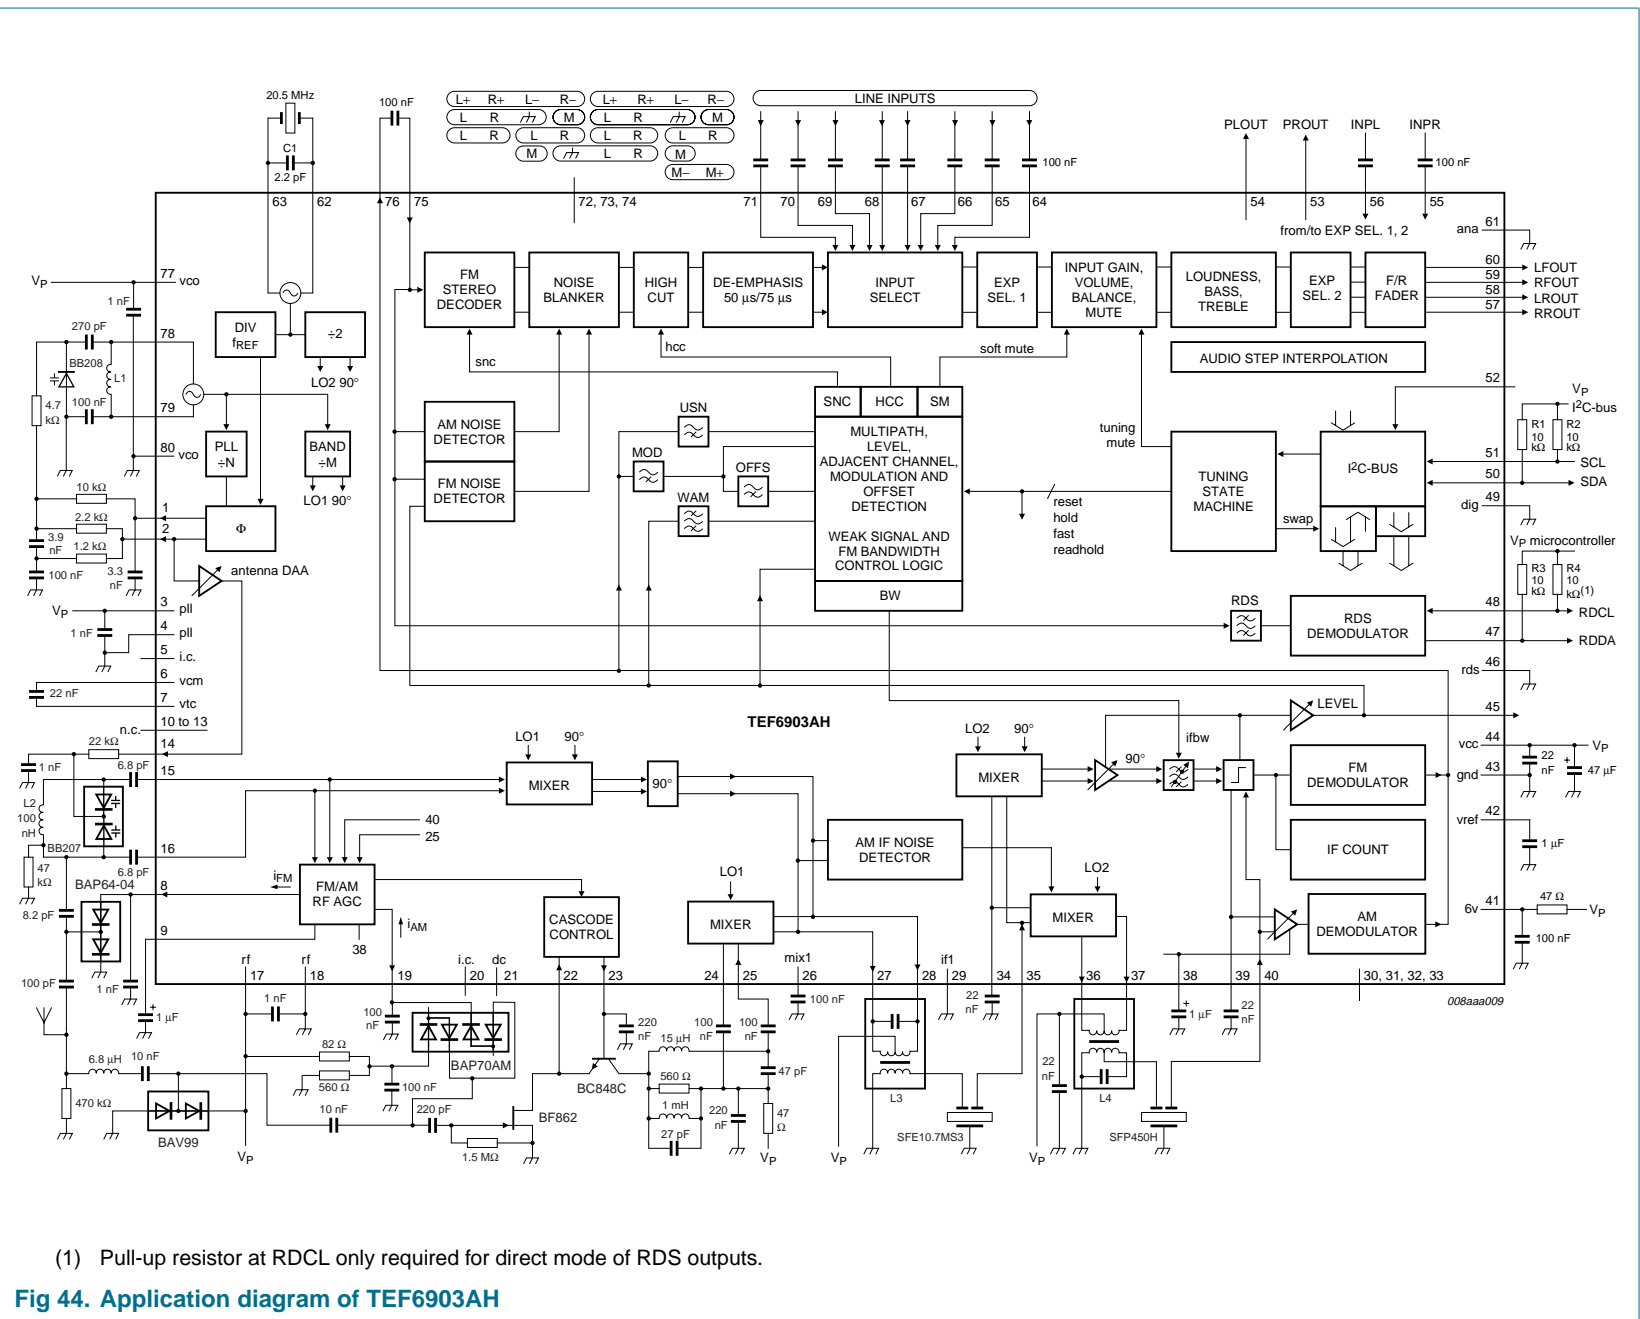 20.5 MHz
C1
2.2 pF
100 nF
L+ R+ L− R− L+ R+ L− R−
L R M L R M
L R L R L R L R
M L R M
M− M+
LINE INPUTS
100 nF
PLOUT PROUT INPL INPR
100 nF
63 62 76 75 72, 73, 74 71 70 69 68 67 66 65 64 54 53 56 55
from/to EXP SEL. 1, 2
ana 61
VP
77
vco
1 nF
FM
STEREO
DECODER
NOISE
BLANKER
HIGH
CUT
DE-EMPHASIS
50 μs/75 μs
INPUT
SELECT
EXP
SEL. 1
INPUT GAIN,
VOLUME,
BALANCE,
MUTE
LOUDNESS,
BASS,
TREBLE
EXP
SEL. 2
F/R
FADER
60 LFOUT
59 RFOUT
58 LROUT
57 RROUT
270 pF
78
DIV
fREF
÷2
LO2 90°
BB208
L1
100 nF
4.7
kΩ
79
snc
hcc
soft mute
AUDIO STEP INTERPOLATION
SNC HCC SM
52
VP
I²C-bus
R1
10
kΩ
R2
10
kΩ
80
vco
PLL
÷N
BAND
÷M
LO1 90°
AM NOISE
DETECTOR
FM NOISE
DETECTOR
USN
MOD
OFFS
WAM
MULTIPATH,
LEVEL,
ADJACENT CHANNEL,
MODULATION AND
OFFSET
DETECTION
WEAK SIGNAL AND
FM BANDWIDTH
CONTROL LOGIC
BW
tuning
mute
reset
hold
fast
readhold
TUNING
STATE
MACHINE
swap
I²C-BUS
51 SCL
50 SDA
49
dig
10 kΩ
1
2.2 kΩ
2
1.2 kΩ
3.9
nF
100 nF
3.3
nF
Φ
antenna DAA
VP microcontroller
R3
10
kΩ
R4
10
kΩ(1)
VP
3
pll
1 nF
4
pll
5
i.c.
6
vcm
22 nF
7
vtc
RDS
RDS
DEMODULATOR
48 RDCL
47 RDDA
46
rds
n.c.
10 to 13
14
22 kΩ
1 nF
TEF6903AH
LEVEL
45
6.8 pF
15
L2
100
nH
BB207
16
6.8 pF
47
kΩ
LO1 90°
MIXER
90°
LO2 90°
MIXER
90°
ifbw
FM
DEMODULATOR
44
vcc
VP
22
nF
47 μF
+
gnd 43
42
vref
1 μF
40
25
AM IF NOISE
DETECTOR
IF COUNT
BAP64-04
8
iFM
FM/AM
RF AGC
iAM
38
CASCODE
CONTROL
LO1
MIXER
LO2
MIXER
AM
DEMODULATOR
6v 41
47 Ω
VP
100 nF
8.2 pF
9
100 pF
1 nF
+
1 μF
rf
17
rf
18
19
i.c.
20
dc
21
22 23 24 25
mix1
26
27 28
if1
29
34 35 36 37 38 39 40 30, 31, 32, 33
008aaa009
1 nF
100
nF
220
nF
100
nF
100
nF
100 nF
22
nF
+
1 μF
22
nF
6.8 μH 10 nF
82 Ω
560 Ω
BAP70AM
100 nF
15 μH
BC848C
560 Ω
1 mH
27 pF
47 pF
220
nF
47
Ω
22
nF
470 kΩ
BAV99
10 nF
220 pF
BF862
1.5 MΩ
L3
SFE10.7MS3
L4
SFP450H
VP
VP
VP
VP
(1) Pull-up resistor at RDCL only required for direct mode of RDS outputs.
Fig 44. Application diagram of TEF6903AH